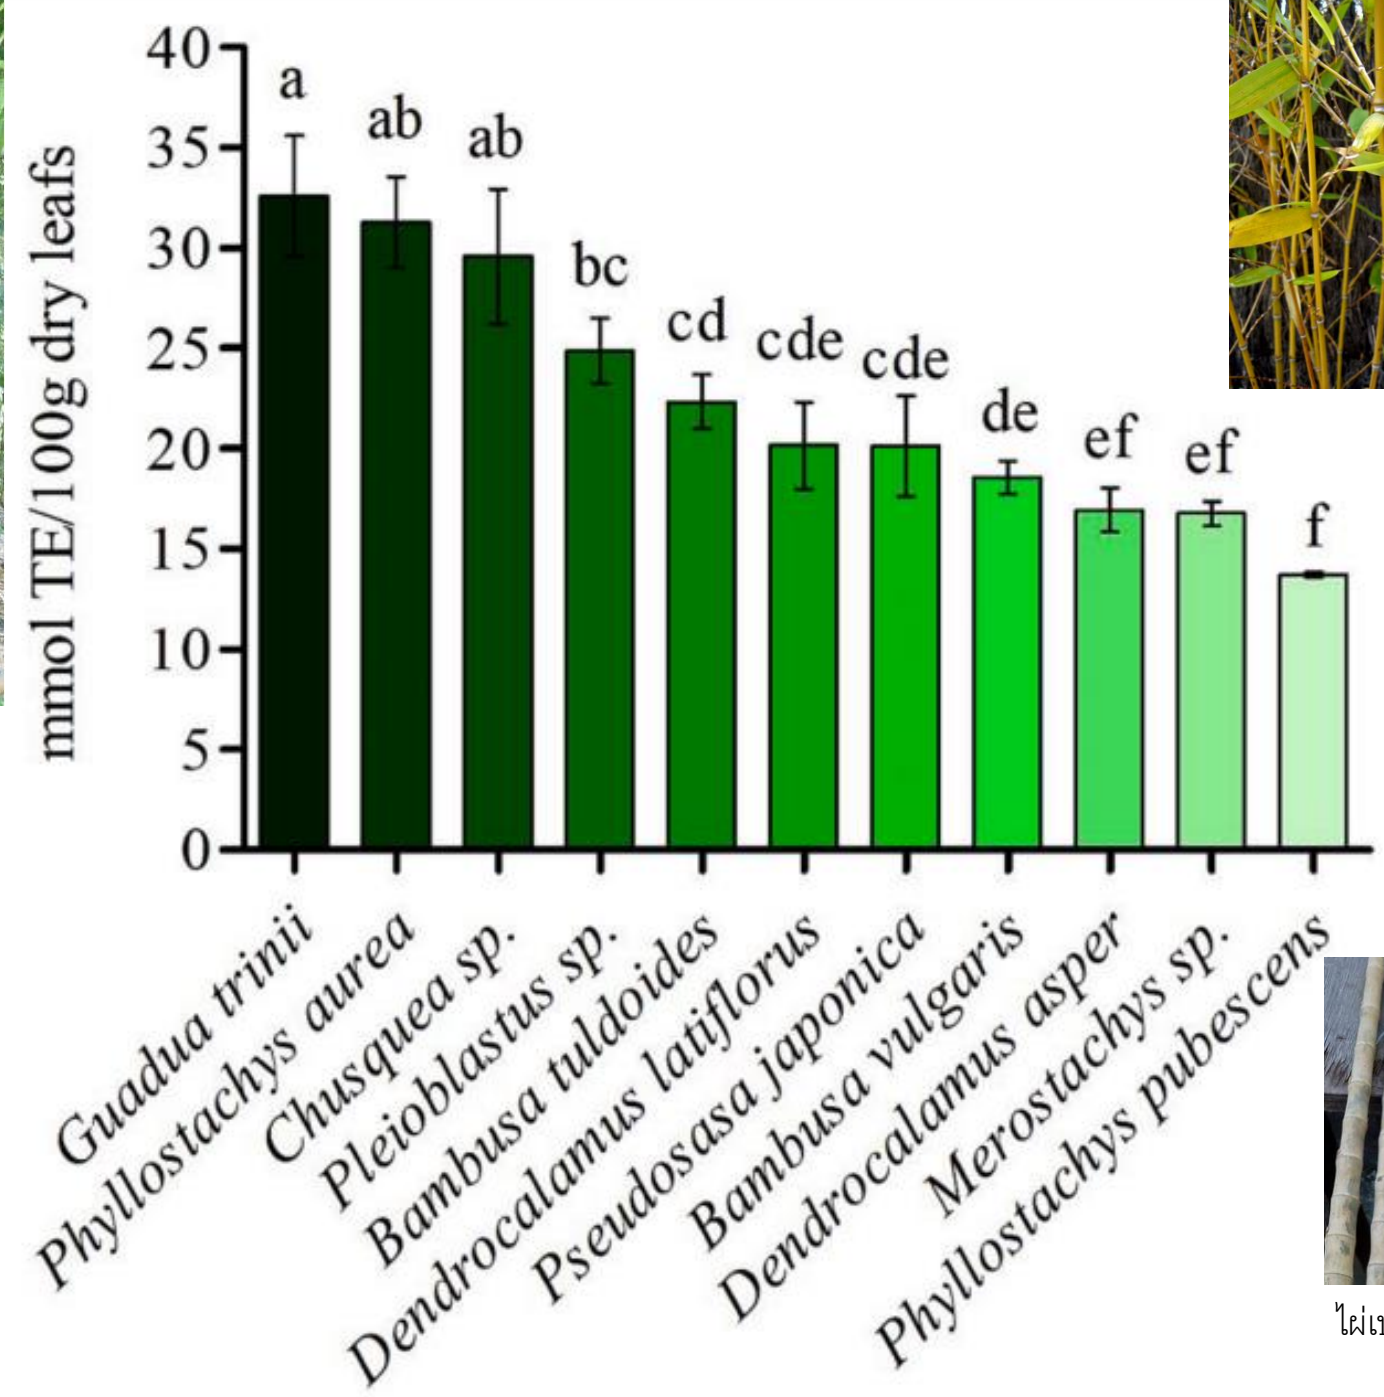 mmol TE/100g dry leafs
40
35
30
25
20
15
10
5
0
a
ab
ab
bc
cd
cde
cde
de
ef
ef
f
Guadua trinii
Phyllostachys aurea
Chusquea sp.
Pleioblastus sp.
Bambusa tuldoides
Dendrocalamus latiflorus
Pseudosasa japonica
Bambusa vulgaris
Dendrocalamus asper
Merostachys sp.
Phyllostachys pubescens